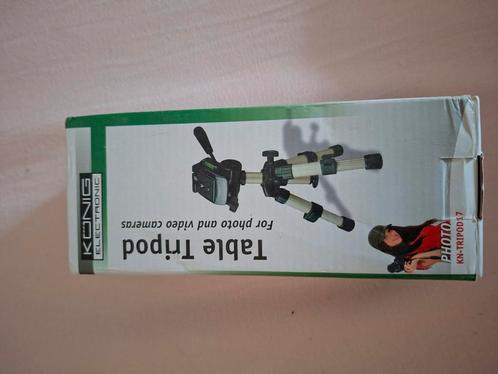 KÖNIG
ELECTRONIC
Table Tripod
For photo and video cameras
PHOTO
KN-TRIPOD17